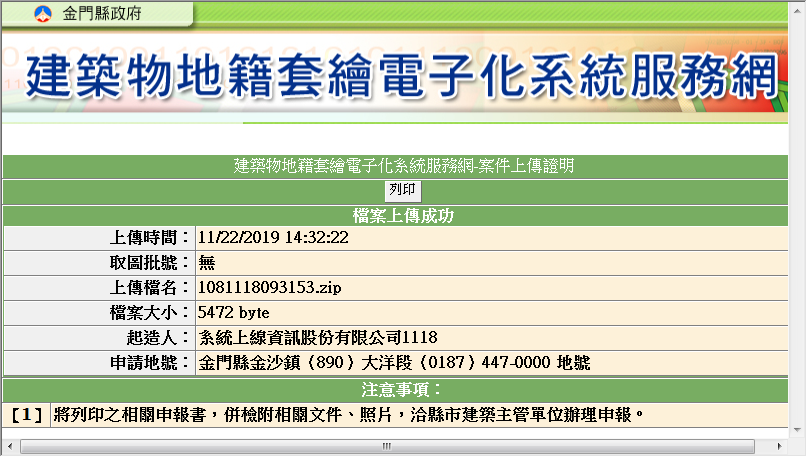 金門縣政府
建築物地籍套繪電子化系統服務網
建築物地籍套繪電子化系統服務網-案件上傳證明
列印
檔案上傳成功
上傳時間： 11/22/2019 14:32:22
取圖批號： 無
上傳檔名： 1081118093153.zip
檔案大小： 5472 byte
起造人： 系統上線資訊股份有限公司1118
申請地號： 金門縣金沙鎮（890）大洋段（0187）447-0000 地號
注意事項：
[1] 將列印之相關申報書，併檢附相關文件、照片，洽縣市建築主管單位辦理申報。